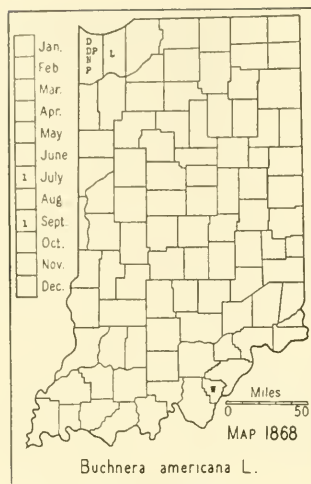 Jan.
Feb
Mar.
Apr.
May
June
1 July
Aug
1 Sept.
Oct.
Nov.
Dec.
D
D DP L
N
P
Miles
0 50
MAP 1868
Buchnera americana L.